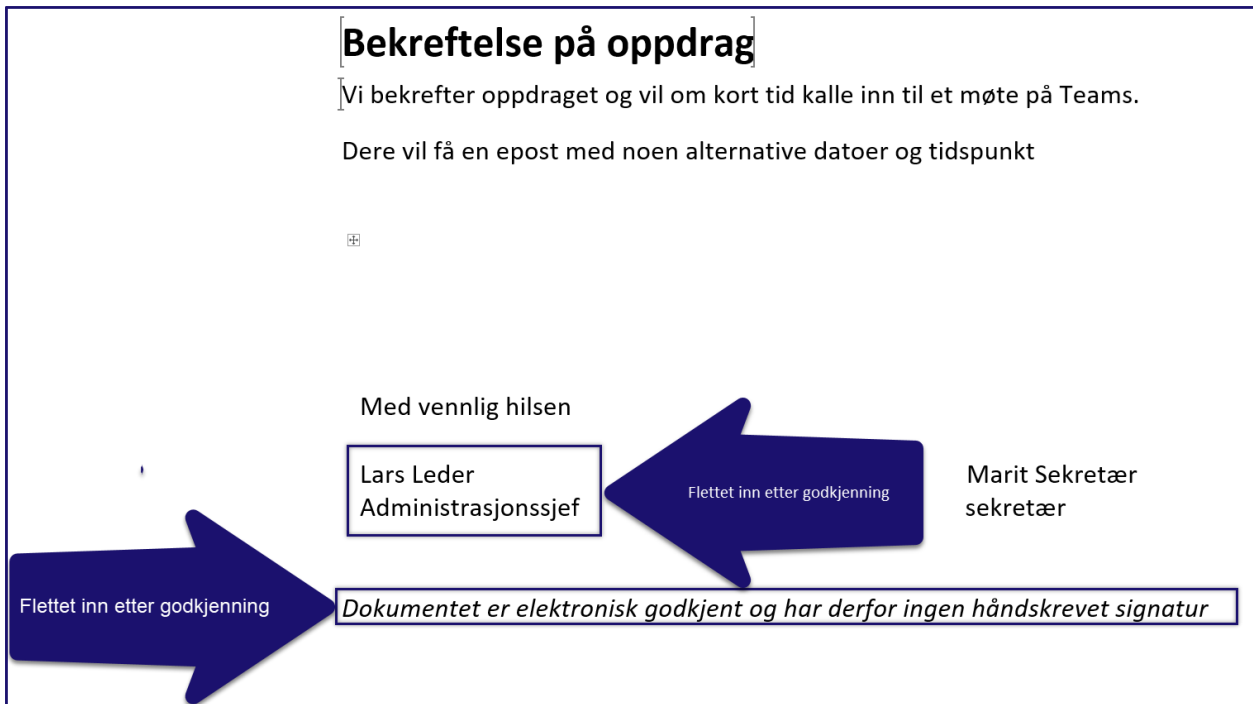 Bekreftelse på oppdrag
Vi bekrefter oppdraget og vil om kort tid kalle inn til et møte på Teams.
Dere vil få en epost med noen alternative datoer og tidspunkt
Med vennlig hilsen
Lars Leder
Administrasjonssjef
Flettet inn etter godkjenning
Marit Sekretær
sekretær
Flettet inn etter godkjenning
Dokumentet er elektronisk godkjent og har derfor ingen håndskrevet signatur